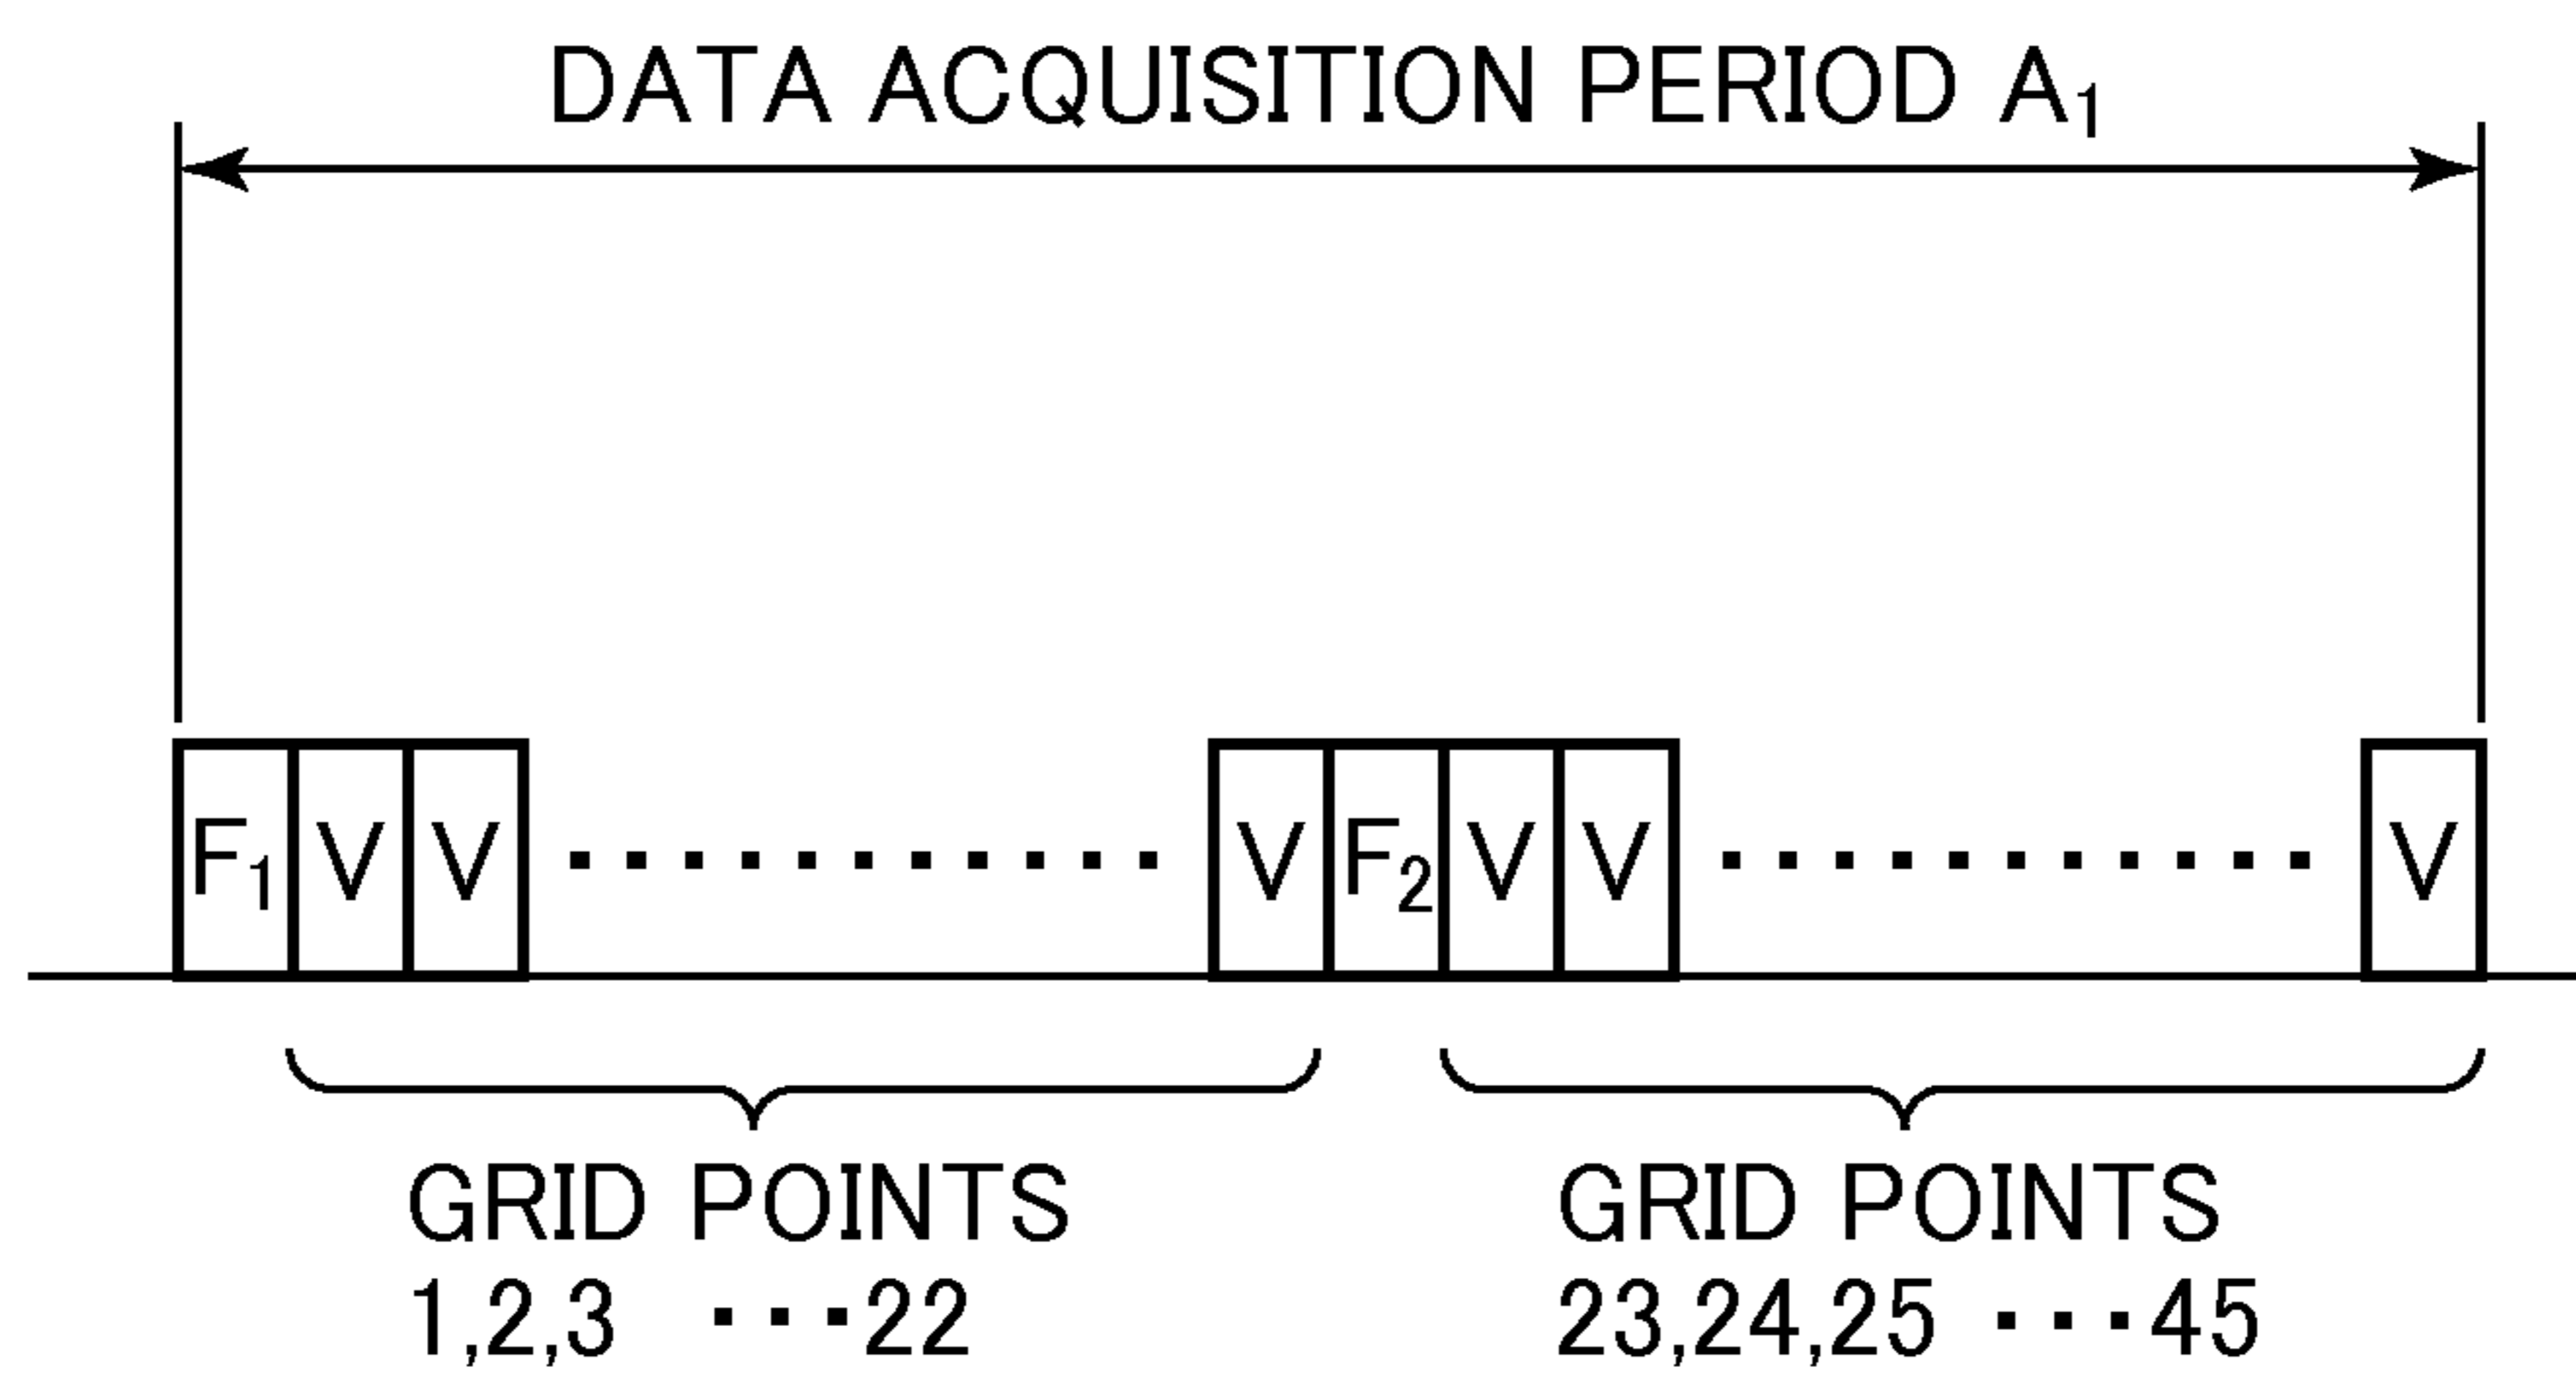 DATA ACQUISITION PERIOD A₁
F₁ V V ........... V F₂ V V ........... V
GRID POINTS GRID POINTS
1,2,3 ···22 23,24,25 ···45